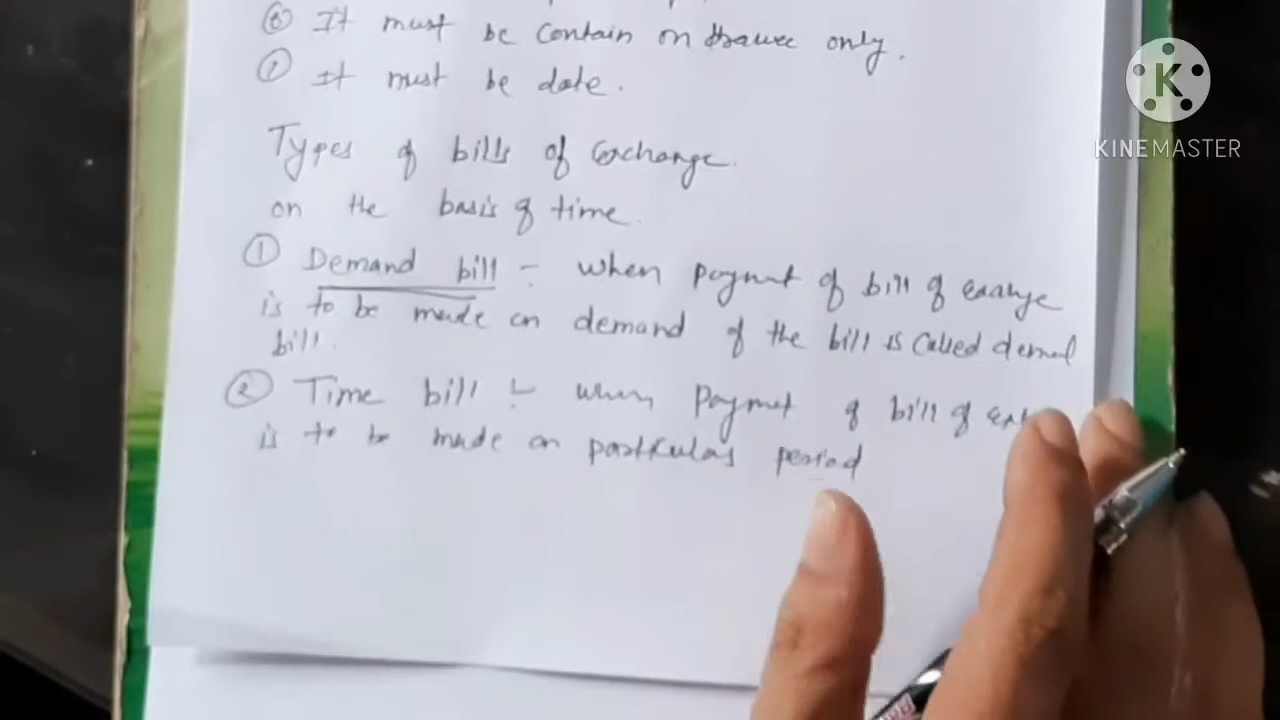 ⑥ It must be contain on drawee only.
⑦ It must be date.
Types of bills of Exchange.
on the basis of time.
① Demand bill :- when payment of bill of exange
is to be made on demand of the bill is called demand
bill.
② Time bill :- when payment of bill of
is to be made on particular period
K
KINEMASTER